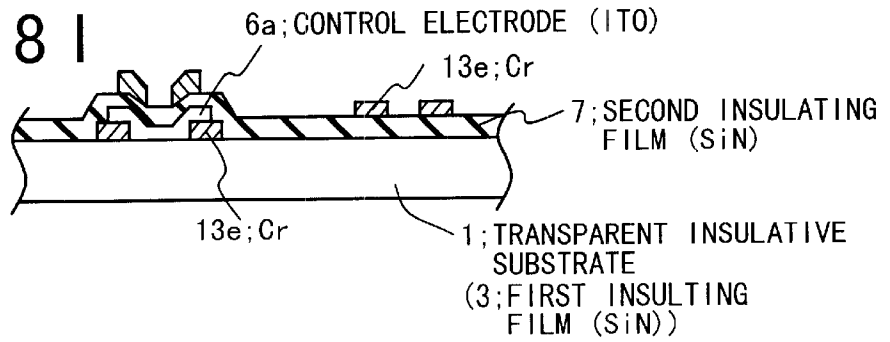 8I
6a;CONTROL ELECTRODE (ITO)
13e;Cr
7;SECOND INSULATING
FILM (SiN)
13e;Cr
1;TRANSPARENT INSULATIVE
SUBSTRATE
(3;FIRST INSULTING
FILM (SiN))